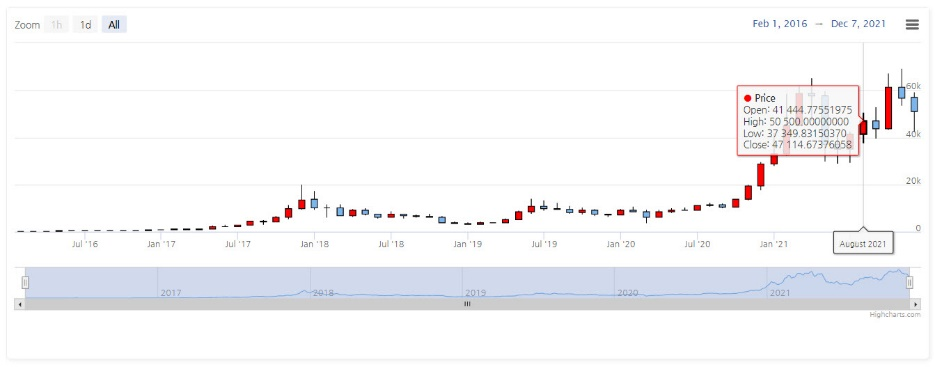 Zoom 1h 1d All Feb 1, 2016 → Dec 7, 2021
Price
Open: 41 444.77551975
High: 50 500.00000000
Low: 37 349.83150370
Close: 47 114.67376058
60k
40k
20k
0
Jul '16 Jan '17 Jul '17 Jan '18 Jul '18 Jan '19 Jul '19 Jan '20 Jul '20 Jan '21 August 2021
2017 2018 2019 2020 2021
Highcharts.com